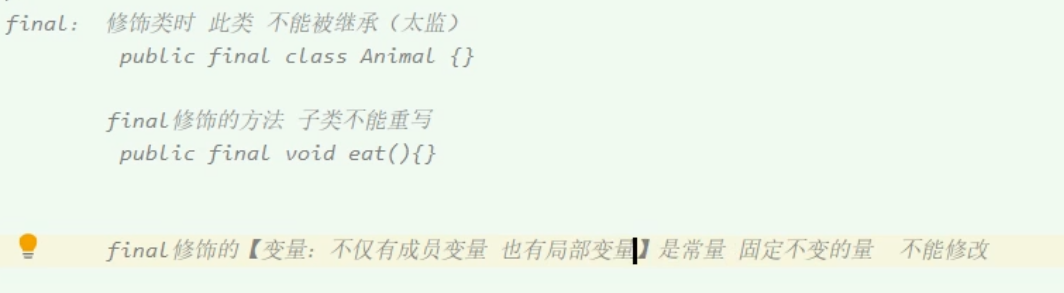 final： 修饰类时 此类 不能被继承（太监）
public final class Animal {}
final修饰的方法 子类不能重写
public final void eat(){}
final修饰的【变量：不仅有成员变量 也有局部变量】是常量 固定不变的量 不能修改